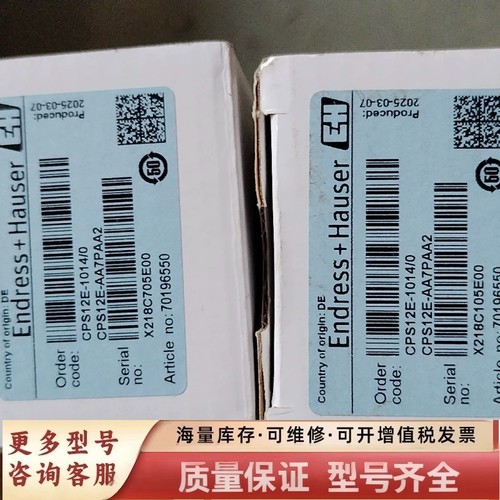 Country of origin: DE
Endress+Hauser
EH
Produced:
2025-03-07
Order
code:
CPS12E-1014/0
CPS12E-AA7PAA2
Serial
no:
X218C705E00
Article no:70196550
50
Country of origin: DE
Endress+Hauser
EH
Produced:
2025-03-07
Order
code:
CPS12E-1014/0
CPS12E-AA7PAA2
Serial
no:
X218C105E00
Article no:70196550
50
更多型号
咨询客服
海量库存·可维修·可开增值税发票
质量保证 型号齐全